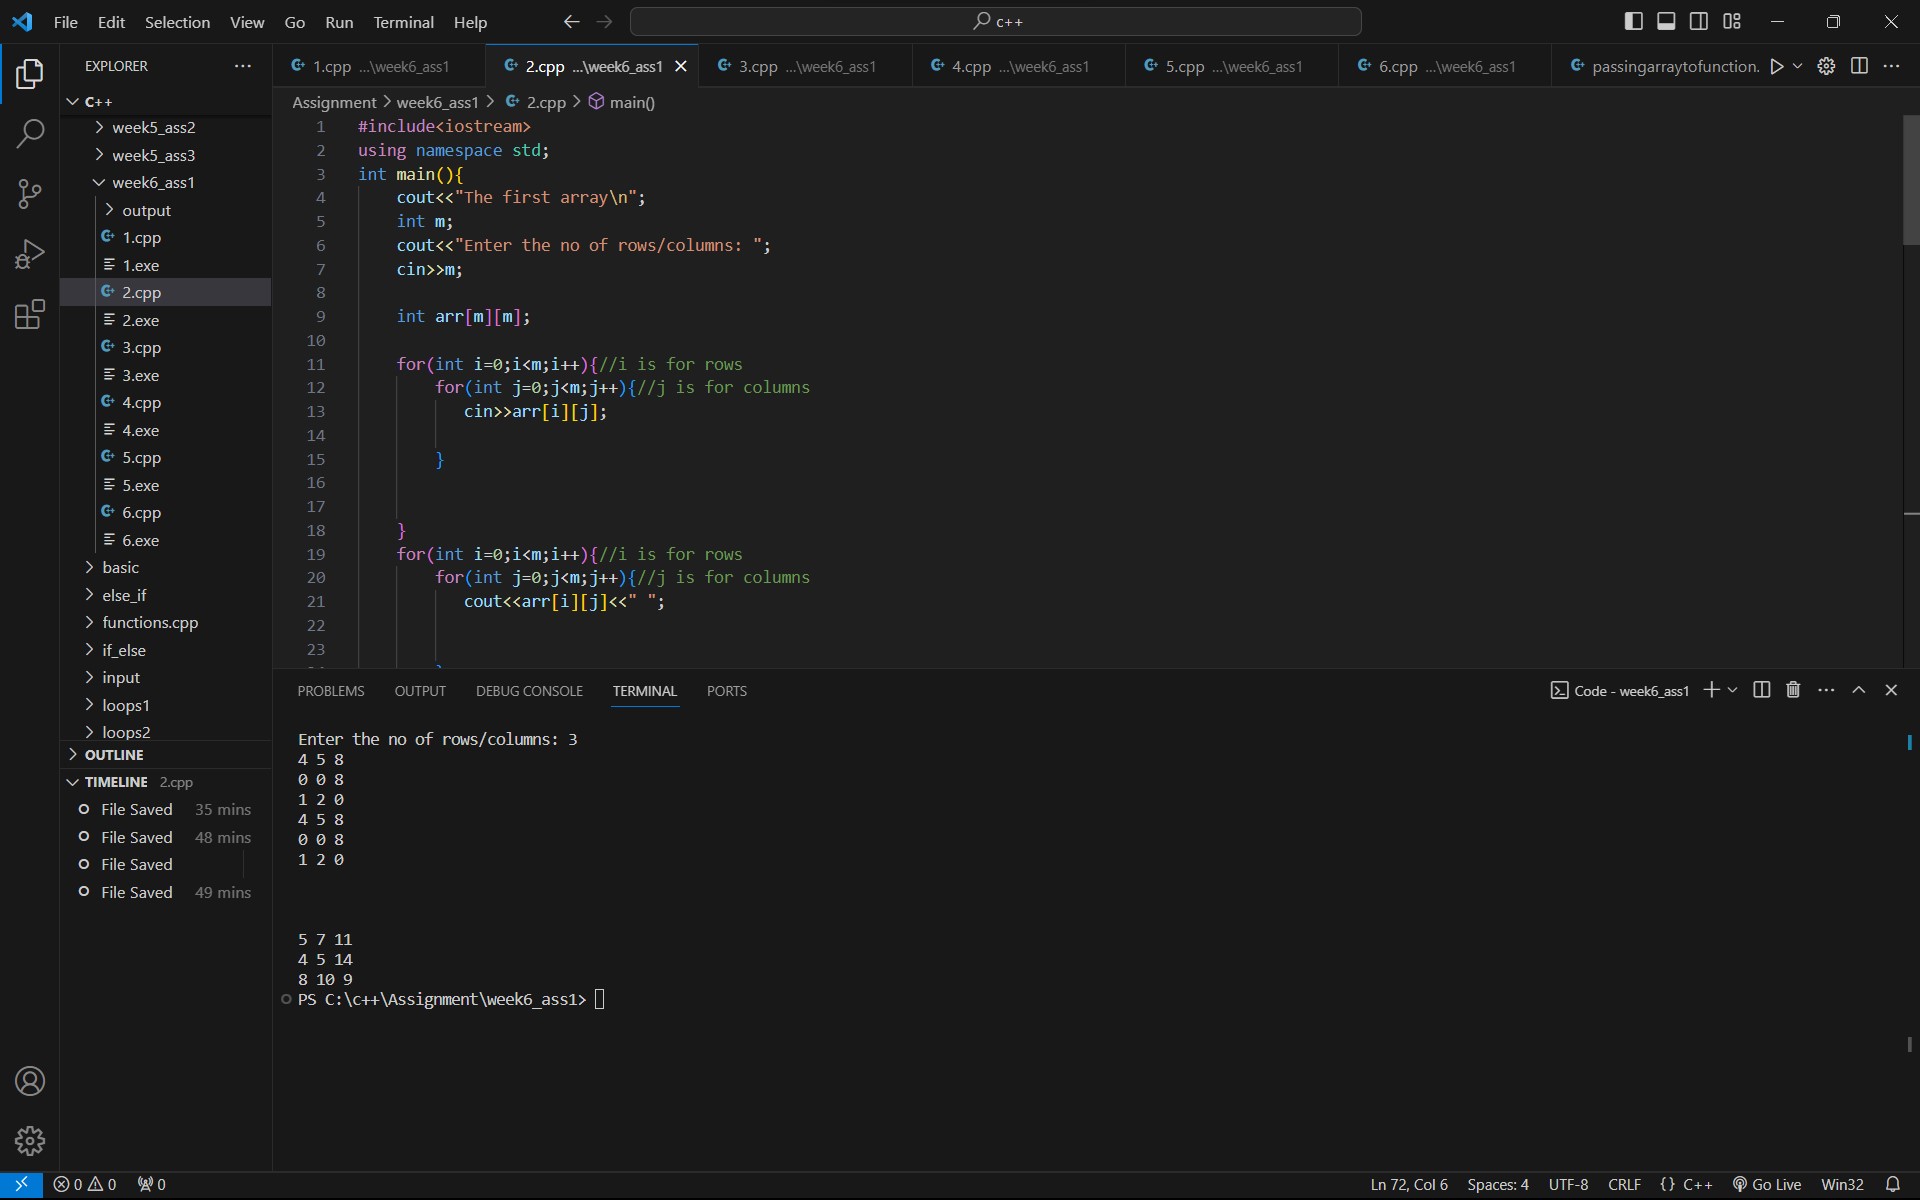 File Edit Selection View Go Run Terminal Help
c++
EXPLORER
1.cpp ...\week6_ass1
2.cpp ...\week6_ass1
3.cpp ...\week6_ass1
4.cpp ...\week6_ass1
5.cpp ...\week6_ass1
6.cpp ...\week6_ass1
passingarraytofunction.
C++
week5_ass2
week5_ass3
week6_ass1
output
1.cpp
1.exe
2.cpp
2.exe
3.cpp
3.exe
4.cpp
4.exe
5.cpp
5.exe
6.cpp
6.exe
basic
else_if
functions.cpp
if_else
input
loops1
loops2
OUTLINE
TIMELINE 2.cpp
File Saved 35 mins
File Saved 48 mins
File Saved
File Saved 49 mins
Assignment > week6_ass1 > 2.cpp > main()
1 #include<iostream>
2 using namespace std;
3 int main(){
4 cout<<"The first array\n";
5 int m;
6 cout<<"Enter the no of rows/columns: ";
7 cin>>m;
8
9 int arr[m][m];
10
11 for(int i=0;i<m;i++){//i is for rows
12 for(int j=0;j<m;j++){//j is for columns
13 cin>>arr[i][j];
14
15 }
16
17
18 }
19 for(int i=0;i<m;i++){//i is for rows
20 for(int j=0;j<m;j++){//j is for columns
21 cout<<arr[i][j]<<" ";
22
23
PROBLEMS OUTPUT DEBUG CONSOLE TERMINAL PORTS
Code - week6_ass1
Enter the no of rows/columns: 3
4 5 8
0 0 8
1 2 0
4 5 8
0 0 8
1 2 0
5 7 11
4 5 14
8 10 9
PS C:\c++\Assignment\week6_ass1>
0 0 0
Ln 72, Col 6 Spaces: 4 UTF-8 CRLF {} C++ Go Live Win32